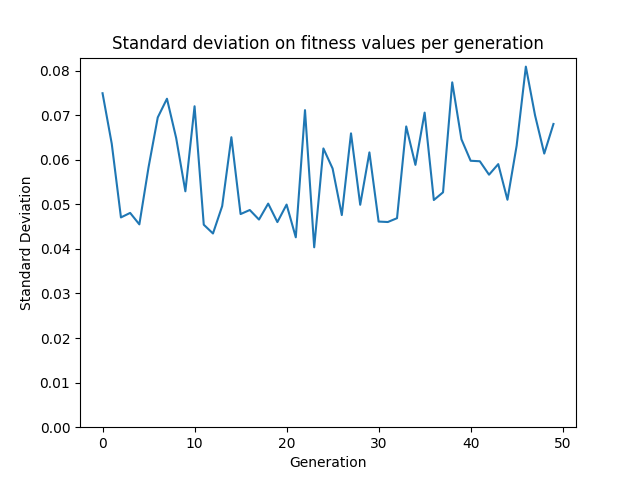 Standard deviation on fitness values per generation
0.08
0.07
0.06
0.05
0.04
0.03
0.02
0.01
0.00
Standard Deviation
0 10 20 30 40 50
Generation